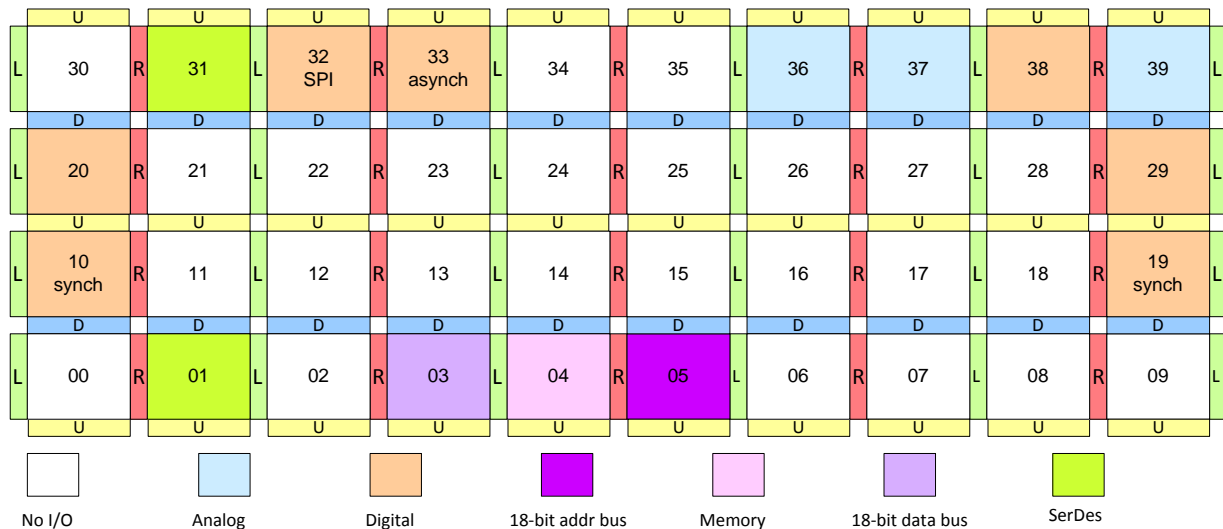 U U U U U U U U U U
L 30 R 31 L 32 R 33 L 34 R 35 L 36 R 37 L 38 R 39 L
SPI asynch
D D D D D D D D D D
L 20 R 21 L 22 R 23 L 24 R 25 L 26 R 27 L 28 R 29 L
U U U U U U U U U U
L 10 R 11 L 12 R 13 L 14 R 15 L 16 R 17 L 18 R 19 L
synch synch
D D D D D D D D D D
L 00 R 01 L 02 R 03 L 04 R 05 L 06 R 07 L 08 R 09 L
U U U U U U U U U U
No I/O Analog Digital 18-bit addr bus Memory 18-bit data bus SerDes